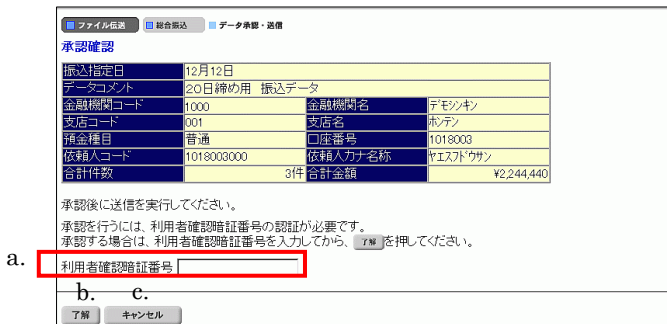 ファイル伝送 総合振込 データ承認・送信
承認確認
振込指定日 12月12日
データコメント 20日締め用 振込データ
金融機関コード 1000 金融機関名 デモシンキン
支店コード 001 支店名 ホンテン
預金種目 普通 口座番号 1018003
依頼人コード 1018003000 依頼人カナ名称 ヤエスフドウサン
合計件数 3件 合計金額 ¥2,244,440
承認後に送信を実行してください。
承認を行うには、利用者確認暗証番号の認証が必要です。
承認する場合は、利用者確認暗証番号を入力してから、 了解 を押してください。
a. 利用者確認暗証番号
b. c.
了解 キャンセル